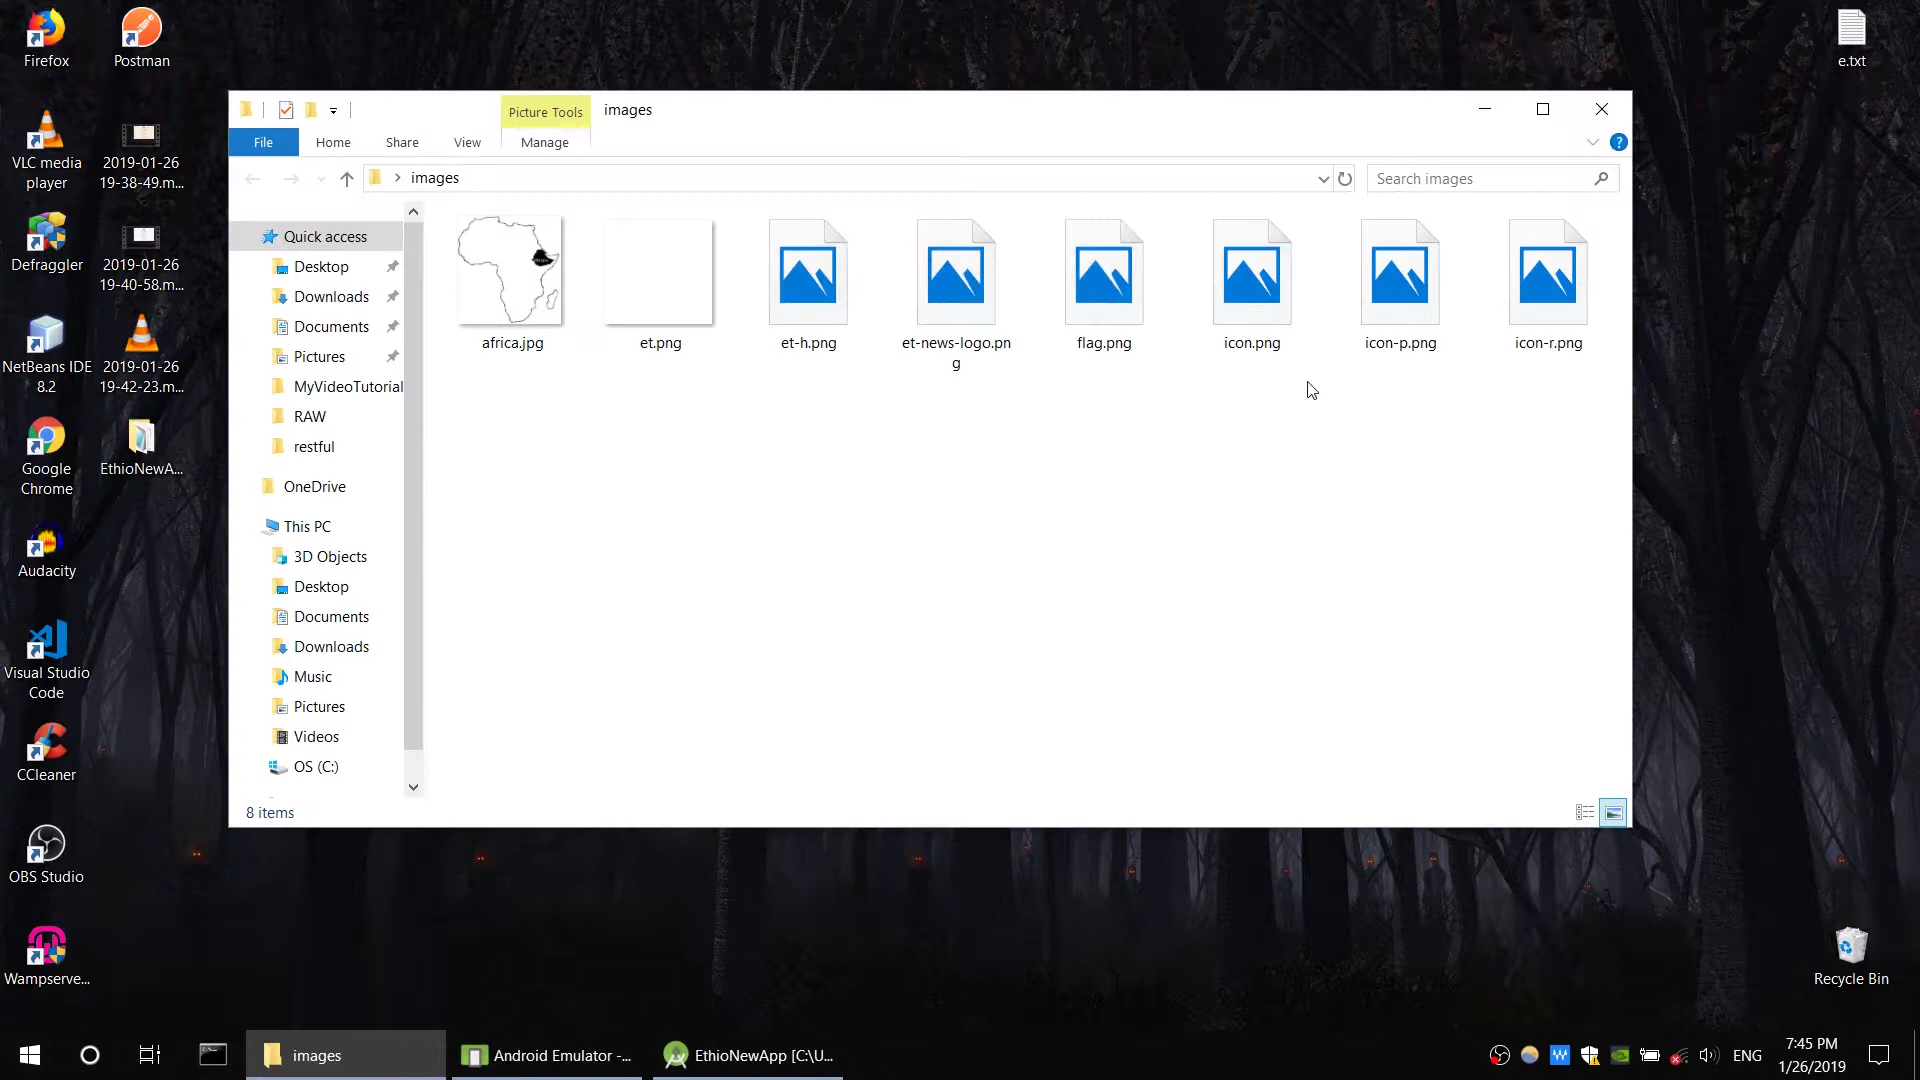 Firefox
Postman
VLC media
player
2019-01-26
19-38-49.m...
Defraggler
2019-01-26
19-40-58.m...
NetBeans IDE
8.2
2019-01-26
19-42-23.m...
Google
Chrome
EthioNewA...
Audacity
Visual Studio
Code
CCleaner
OBS Studio
Wampserve...
e.txt
Recycle Bin
Picture Tools
images
File
Home
Share
View
Manage
images
Search images
Quick access
Desktop
Downloads
Documents
Pictures
MyVideoTutorial
RAW
restful
OneDrive
This PC
3D Objects
Desktop
Documents
Downloads
Music
Pictures
Videos
OS (C:)
africa.jpg
et.png
et-h.png
et-news-logo.pn
g
flag.png
icon.png
icon-p.png
icon-r.png
8 items
images
Android Emulator -...
EthioNewApp [C:\U...
ENG
7:45 PM
1/26/2019